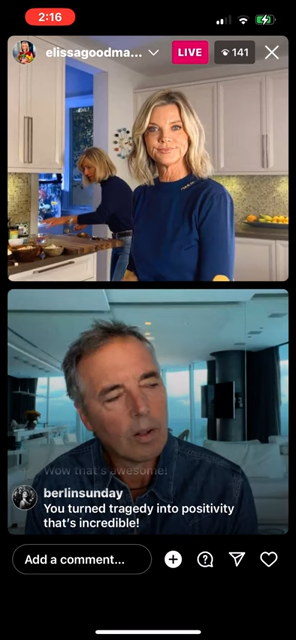 2:16
elissagoodma...
LIVE
141
Wow that's awesome!
berlinsunday
You turned tragedy into positivity
that's incredible!
Add a comment...